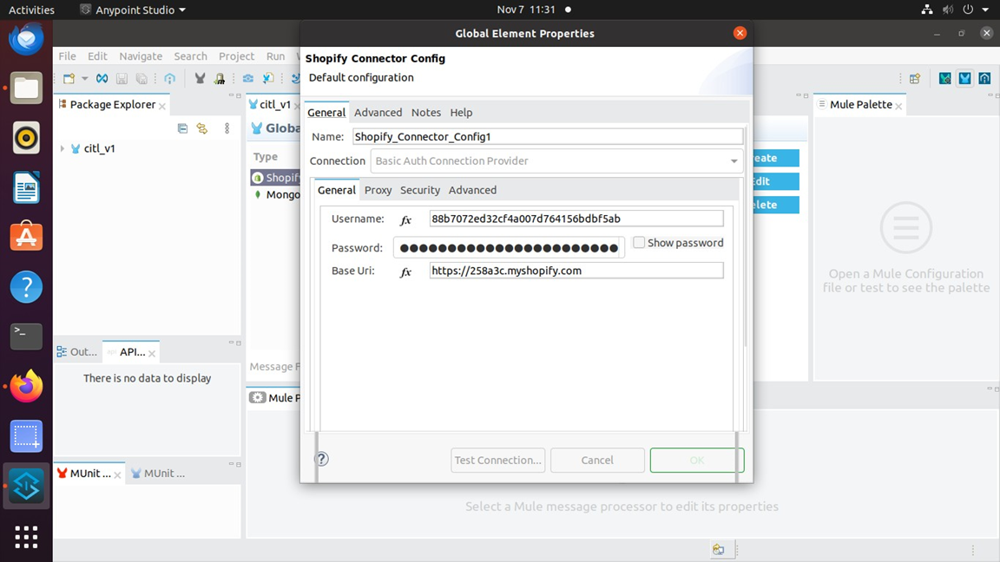 Activities
Anypoint Studio
Nov 7 11:31
Global Element Properties
File Edit Navigate Search Project Run
Shopify Connector Config
Default configuration
Package Explorer
citl_v1
Mule Palette
General Advanced Notes Help
citl_v1
Globa
Name: Shopify_Connector_Config1
Type
Connection Basic Auth Connection Provider
eate
Shopify
dit
General Proxy Security Advanced
Mongo
elete
Username: fx 88b7072ed32cf4a007d764156bdbf5ab
Password: ●●●●●●●●●●●●●●●●●●●●●●● Show password
Base Uri: fx https://258a3c.myshopify.com
Open a Mule Configuration
file or test to see the palette
Out... API...
Message F
There is no data to display
Mule P
Test Connection... Cancel OK
MUnit ... MUnit ...
Select a Mule message processor to edit its properties